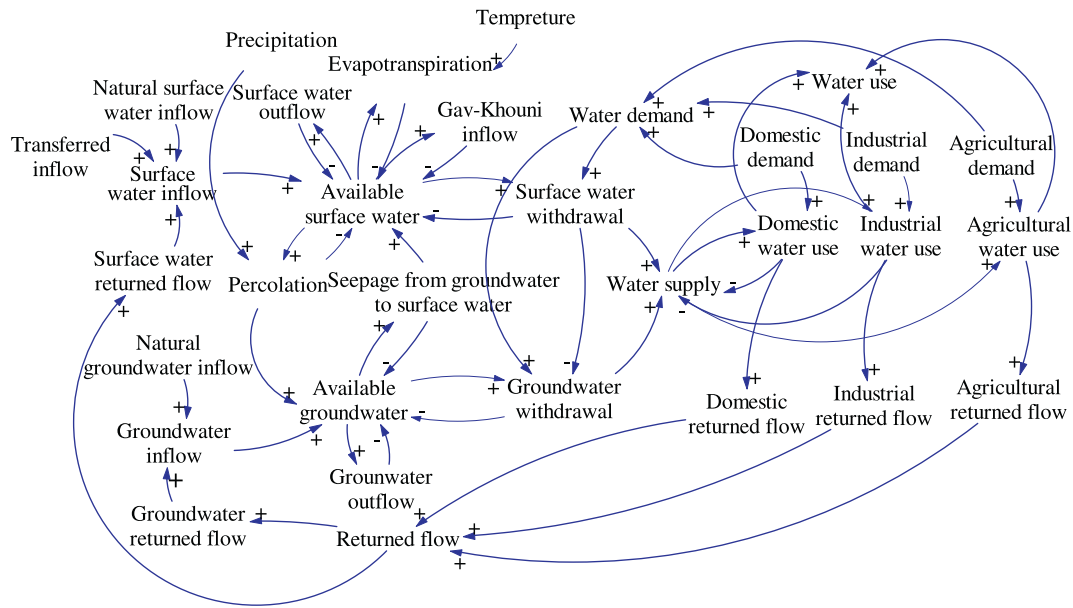 Tempreture
Precipitation
Evapotranspiration
Natural surface
water inflow
Surface water
outflow
Gav-Khouni
inflow
Water demand
Water use
Domestic
demand
Industrial
demand
Agricultural
demand
Transferred
inflow
Surface
water inflow
Available
surface water
Surface water
withdrawal
Domestic
water use
Industrial
water use
Agricultural
water use
Surface water
returned flow
Percolation
Seepage from groundwater
to surface water
Water supply
Natural
groundwater inflow
Available
groundwater
Groundwater
withdrawal
Domestic
returned flow
Industrial
returned flow
Agricultural
returned flow
Groundwater
inflow
Grounwater
outflow
Groundwater
returned flow
Returned flow